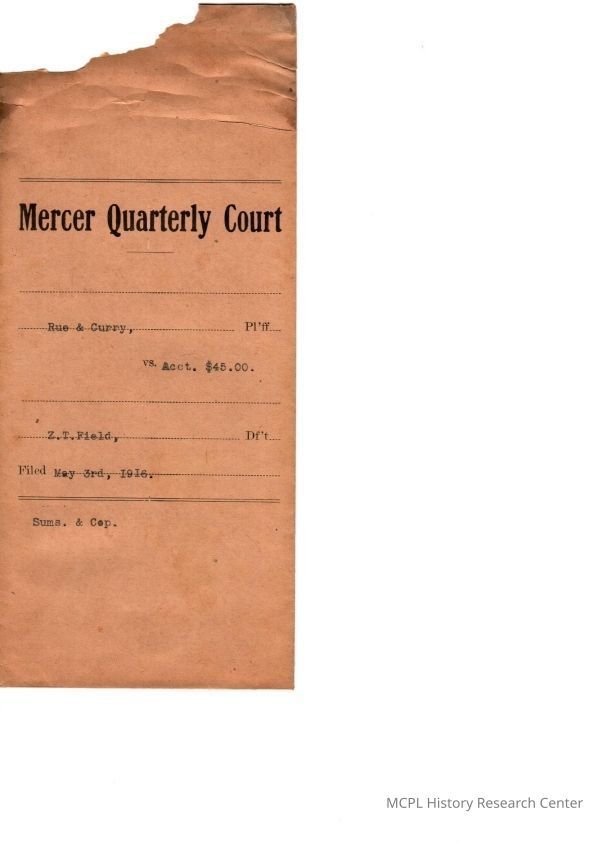 Mercer Quarterly Court
Rue & Curry, Pl'ff
vs. Acct. $45.00.
Z.T.Field, Df't
Filed May 3rd, 1916.
Sums. & Cop.
MCPL History Research Center